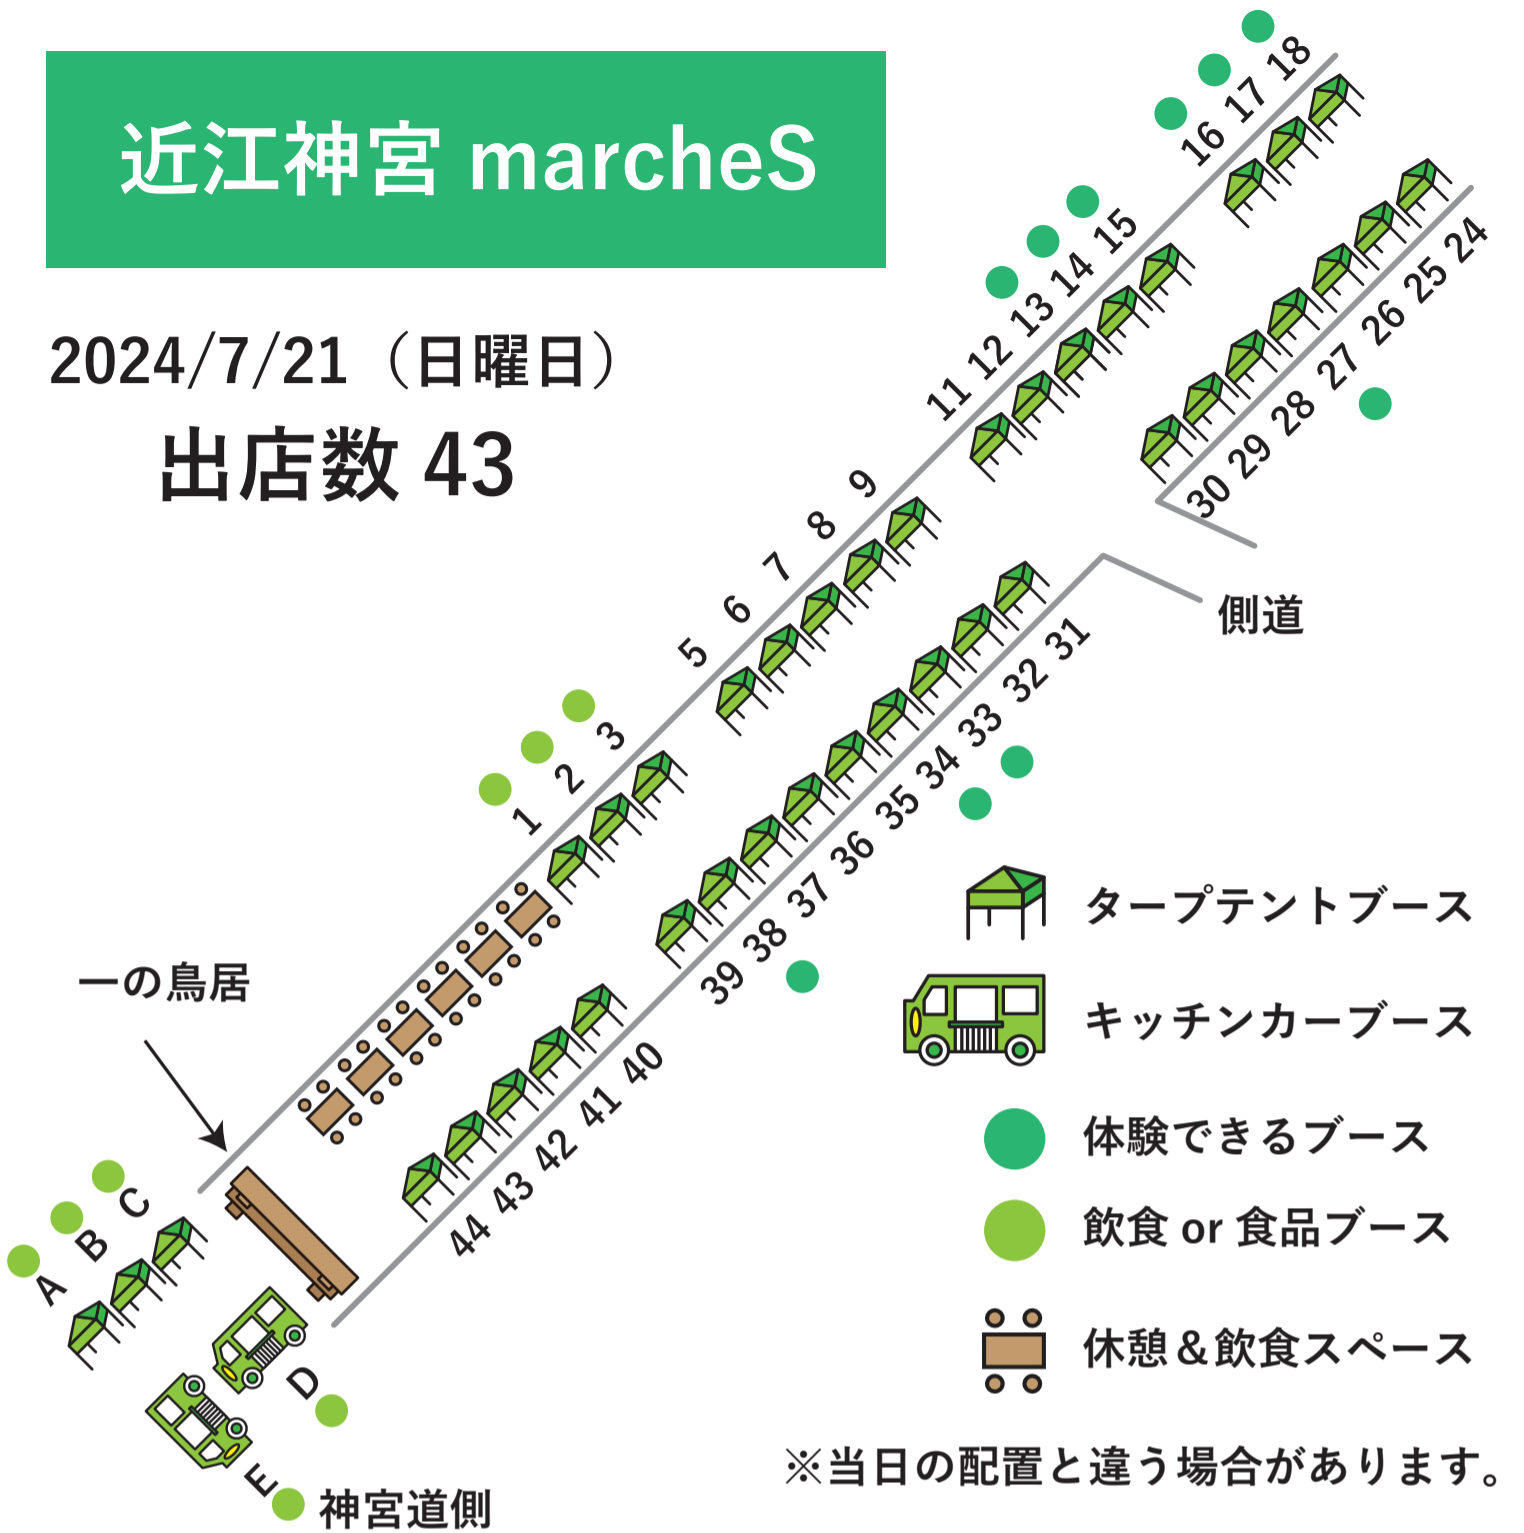 近江神宮 marcheS
2024/7/21（日曜日）
出店数 43
16 17 18
11 12 13 14 15
5 6 7 8 9
1 2 3
24
25
26
27
28
29
30
側道
31
32
33
34
35
36
37
38
39
40
41
42
43
44
一の鳥居
A B C
D
E
神宮道側
タープテントブース
キッチンカーブース
体験できるブース
飲食 or 食品ブース
休憩＆飲食スペース
※当日の配置と違う場合があります。